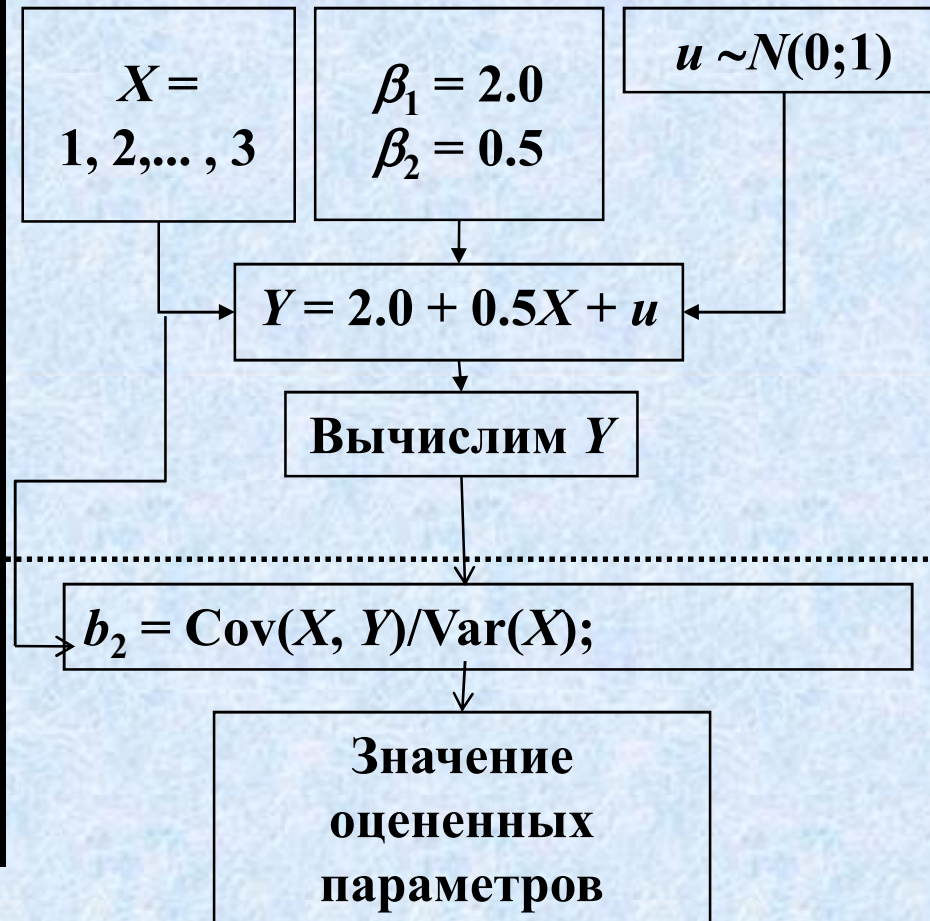 X =
1, 2,... , 3
β₁ = 2.0
β₂ = 0.5
u ~N(0;1)
Y = 2.0 + 0.5X + u
Вычислим Y
b₂ = Cov(X, Y)/Var(X);
Значение
оцененных
параметров